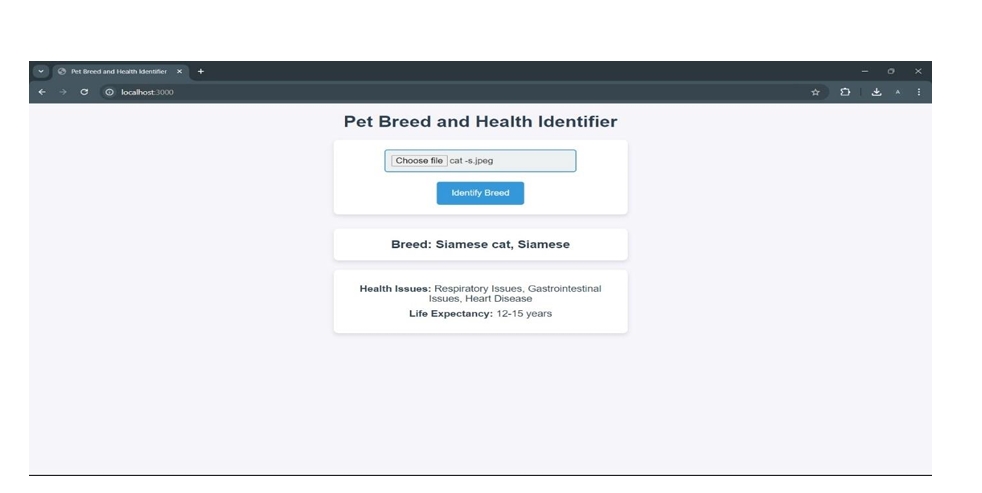 Pet Breed and Health Identifier
localhost:3000
A
Pet Breed and Health Identifier
Choose file cat -s.jpeg
Identify Breed
Breed: Siamese cat, Siamese
Health Issues: Respiratory Issues, Gastrointestinal
Issues, Heart Disease
Life Expectancy: 12-15 years